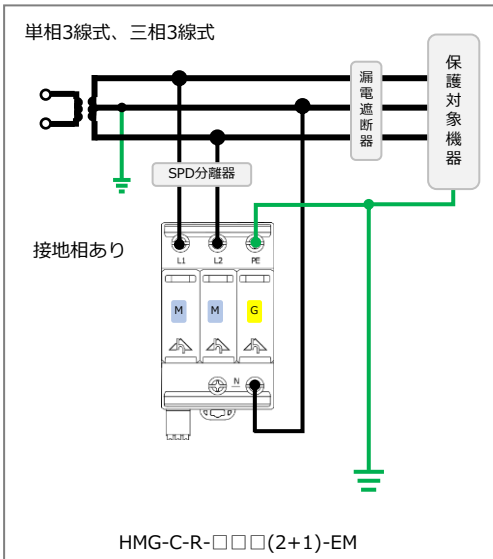 単相3線式、三相3線式
漏電遮断器
保護対象機器
SPD分離器
接地相あり
L1 L2 PE
M M G
N
HMG-C-R-□□□(2+1)-EM